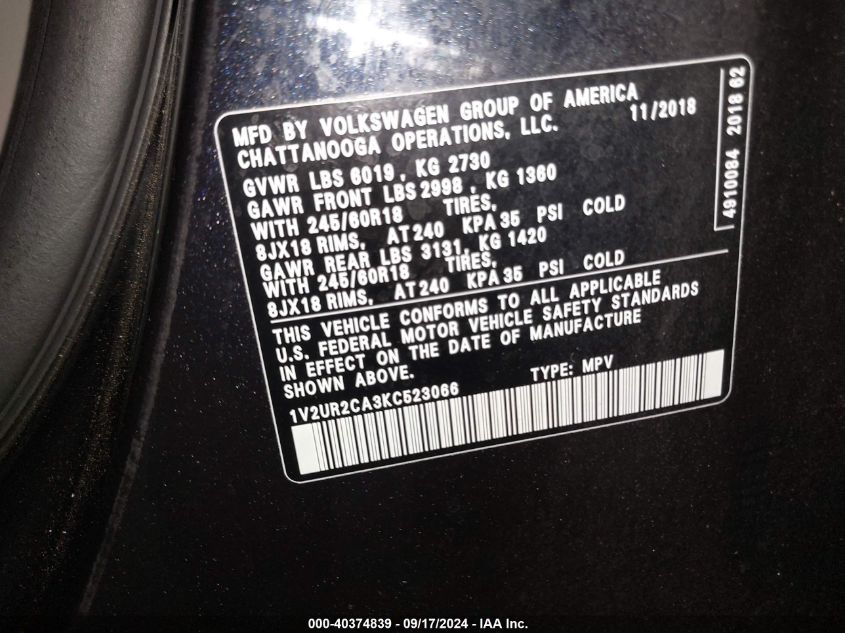 MFD BY VOLKSWAGEN GROUP OF AMERICA
CHATTANOOGA OPERATIONS, LLC. 11/2018
GVWR LBS 6019 , KG 2730
GAWR FRONT LBS 2998 , KG 1360
WITH 245/60R18 TIRES,
8JX18 RIMS, AT 240 KPA 35 PSI COLD
GAWR REAR LBS 3131, KG 1420
WITH 245/60R18 TIRES,
8JX18 RIMS, AT 240 KPA 35 PSI COLD
4910084 2018 62
THIS VEHICLE CONFORMS TO ALL APPLICABLE
U.S. FEDERAL MOTOR VEHICLE SAFETY STANDARDS
IN EFFECT ON THE DATE OF MANUFACTURE
SHOWN ABOVE.
1V2UR2CA3KC523066 TYPE: MPV
000-40374839 - 09/17/2024 - IAA Inc.